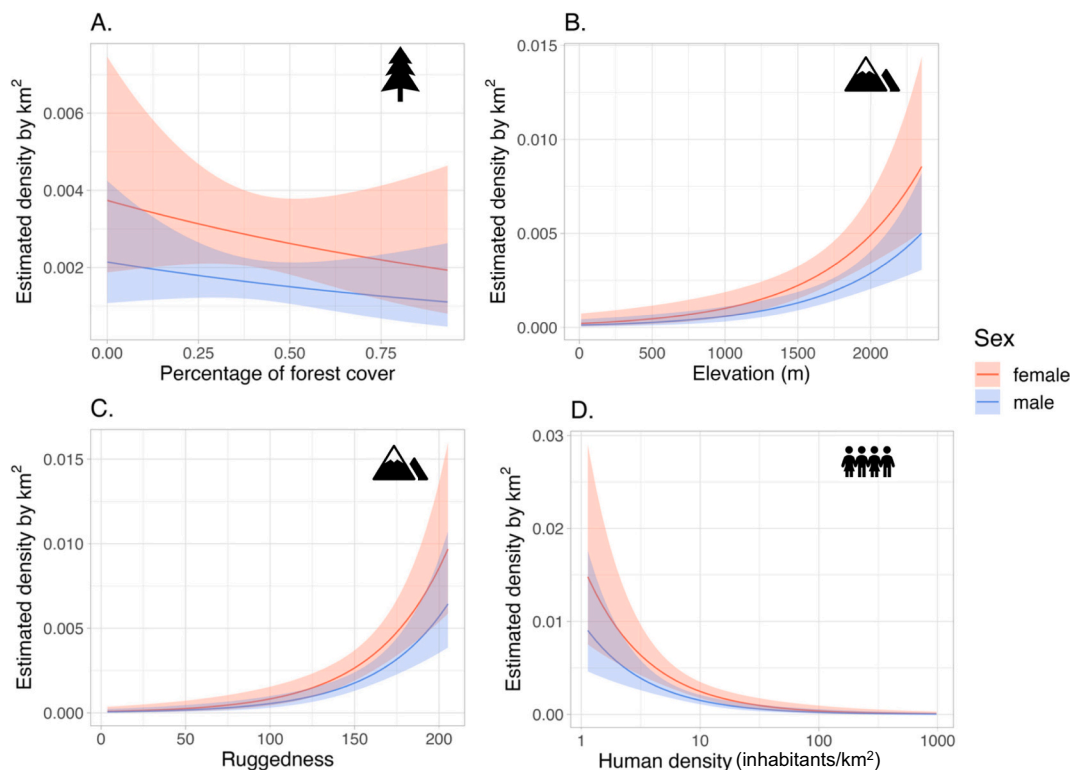 A.
Estimated density by km²
0.006
0.004
0.002
0.00
0.25
0.50
0.75
Percentage of forest cover
B.
Estimated density by km²
0.015
0.010
0.005
0.000
0
500
1000
1500
2000
Elevation (m)
Sex
female
male
C.
Estimated density by km²
0.015
0.010
0.005
0.000
0
50
100
150
200
Ruggedness
D.
Estimated density by km²
0.03
0.02
0.01
0.00
1
10
100
1000
Human density (inhabitants/km²)